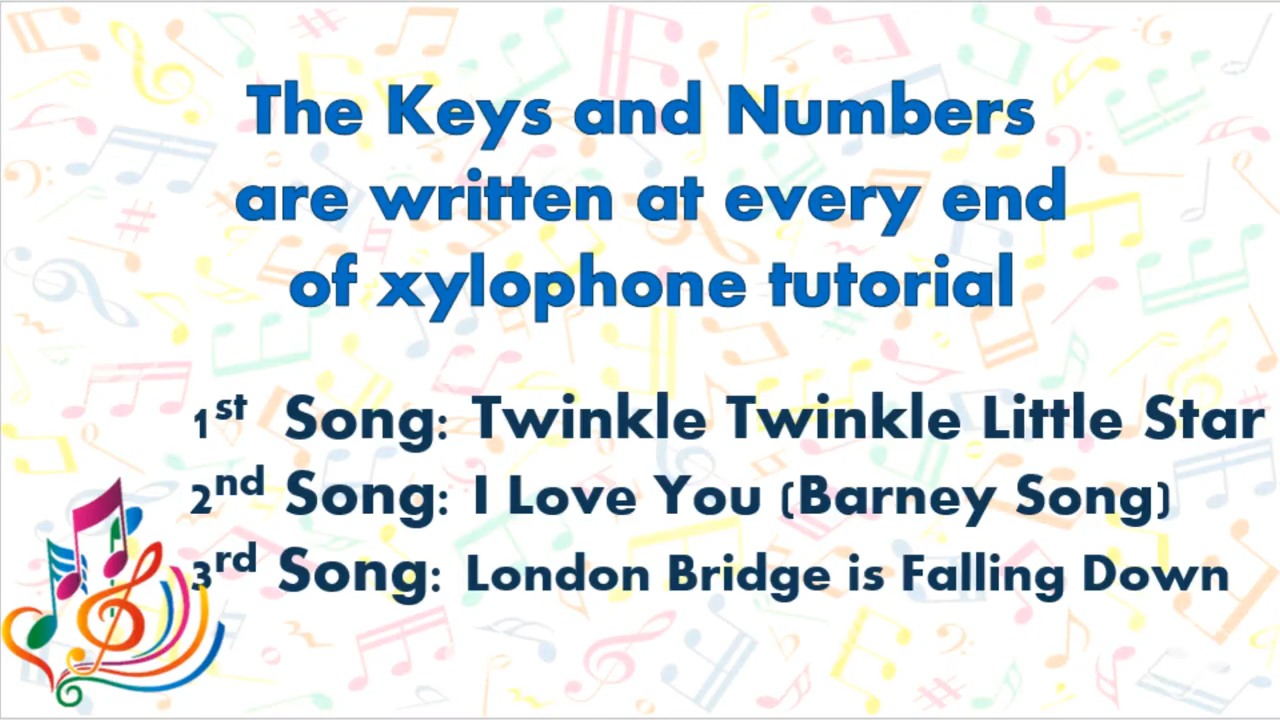 The Keys and Numbers
are written at every end
of xylophone tutorial
1st Song: Twinkle Twinkle Little Star
2nd Song: I Love You (Barney Song)
3rd Song: London Bridge is Falling Down